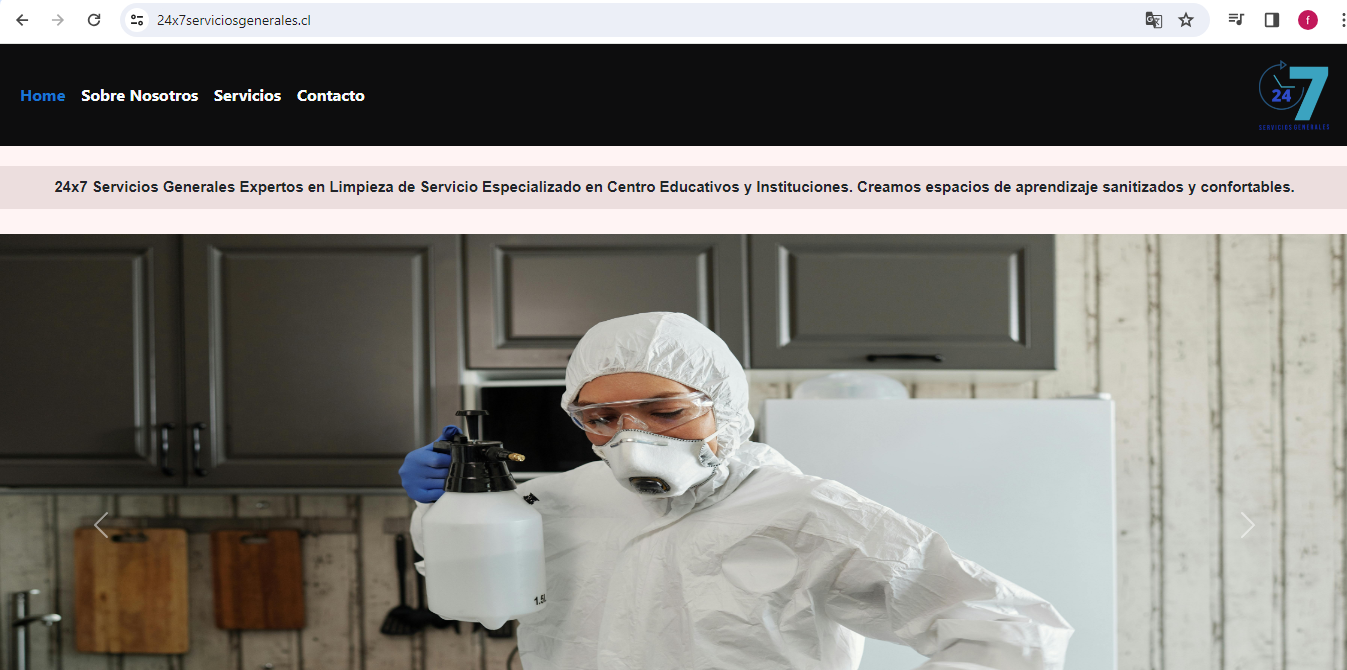 24x7serviciosgenerales.cl
f
Home Sobre Nosotros Servicios Contacto
24
7
SERVICIOS GENERALES
24x7 Servicios Generales Expertos en Limpieza de Servicio Especializado en Centro Educativos y Instituciones. Creamos espacios de aprendizaje sanitizados y confortables.
1.5L